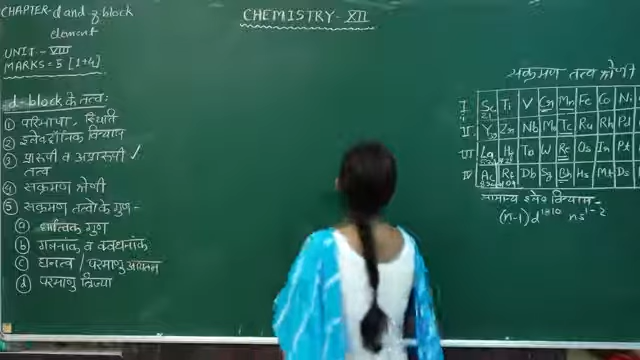 CHAPTER-d and f block
element
UNIT-VIII
MARKS = 5 [1+4]
CHEMISTRY-XII
d-block के तत्व:
① परिभाषा, स्थिति
② इलेक्ट्रॉनिक विन्यास
③ प्रारूपी व अप्रारूपी ✓
तत्व
④ संक्रमण श्रेणी
⑤ संक्रमण तत्वों के गुण-
ⓐ धात्विक गुण
ⓑ गलनांक व क्वथनांक
ⓒ घनत्व / परमाणु आयतन
ⓓ परमाणु त्रिज्या
संक्रमण तत्व श्रेणी
I Sc Ti V Cr Mn Fe Co Ni
21
II Y Zr Nb Mo Tc Ru Rh Pd
III La Hf Ta W Re Os Ir Pt
IV Ac Rf Db Sg Bh Hs Mt Ds
सामान्य इले० विन्यास-
(n-1)d¹⁻¹⁰ ns¹⁻²